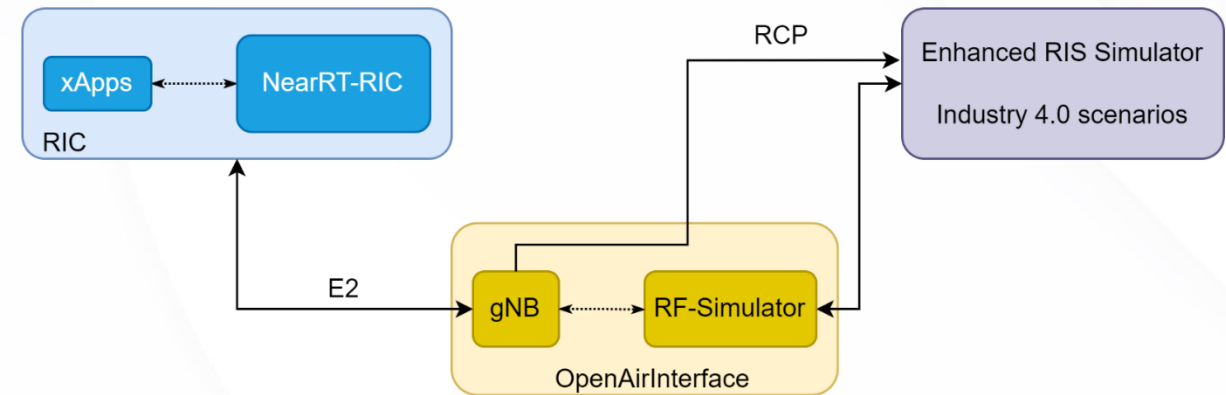 xApps
NearRT-RIC
RIC
RCP
Enhanced RIS Simulator
Industry 4.0 scenarios
E2
gNB
RF-Simulator
OpenAirInterface